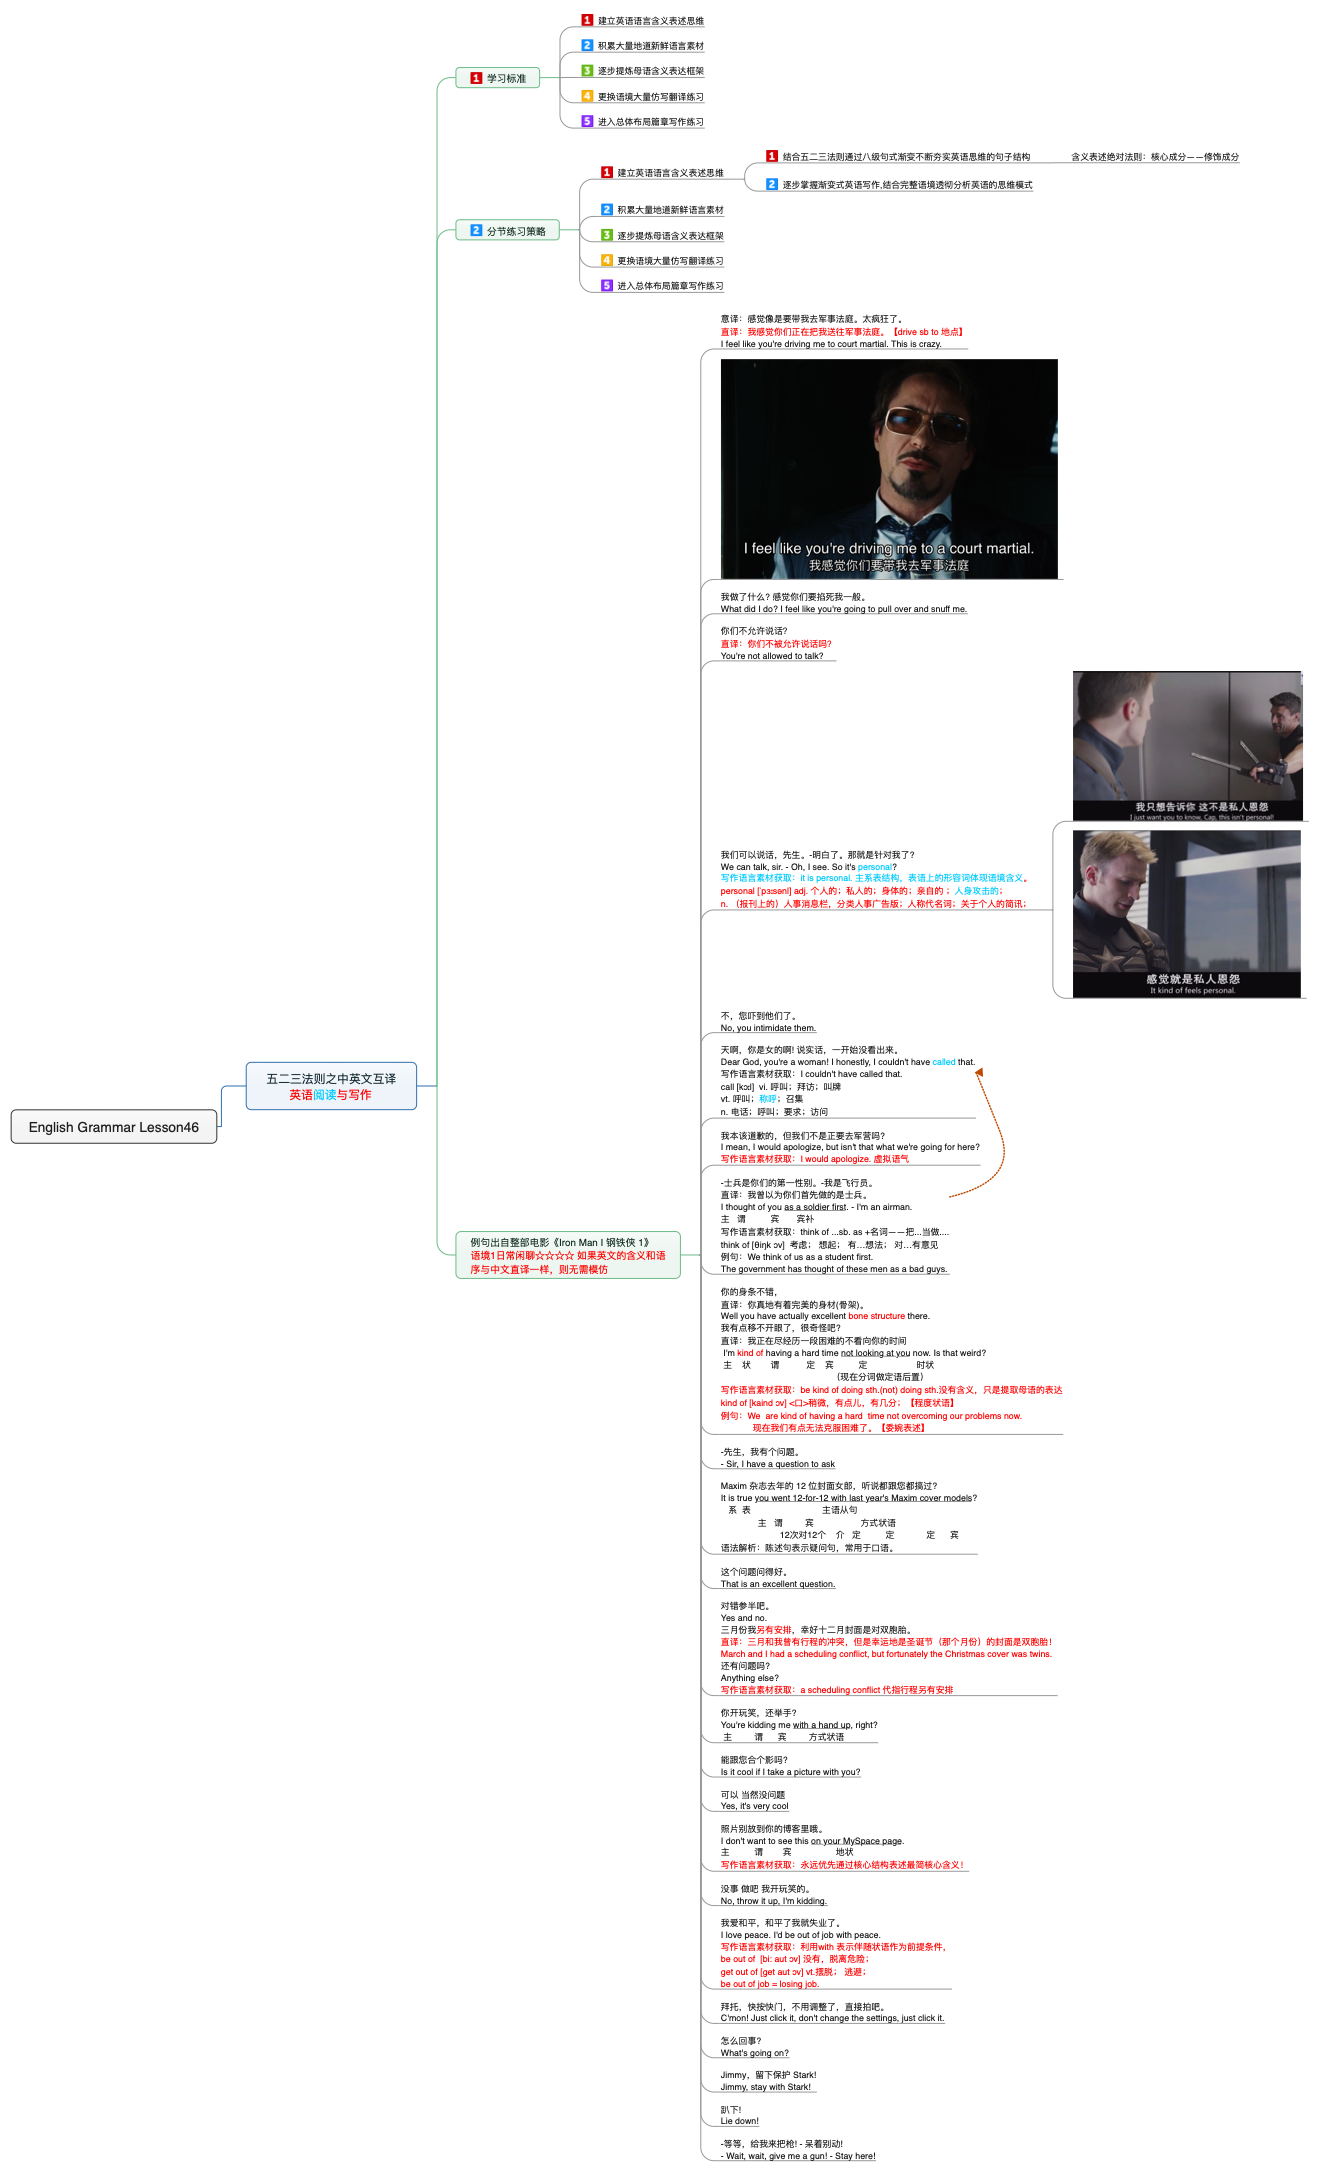 1 建立英语语言含义表述思维
2 积累大量地道新鲜语言素材
1 学习标准
3 逐步提炼母语含义表达框架
4 更换语境大量仿写翻译练习
5 进入总体布局篇章写作练习
1 结合五二三法则通过八级句式渐变不断夯实英语思维的句子结构
含义表述绝对法则：核心成分——修饰成分
1 建立英语语言含义表述思维
2 逐步掌握渐变式英语写作,结合完整语境透彻分析英语的思维模式
2 积累大量地道新鲜语言素材
2 分节练习策略
3 逐步提炼母语含义表达框架
4 更换语境大量仿写翻译练习
5 进入总体布局篇章写作练习
意译：感觉像是要带我去军事法庭。太疯狂了。
直译：我感觉你们正在把我送往军事法庭。【drive sb to 地点】
I feel like you're driving me to court martial. This is crazy.
I feel like you're driving me to a court martial.
我感觉你们要带我去军事法庭
我做了什么? 感觉你们要掐死我一般。
What did I do? I feel like you're going to pull over and snuff me.
你们不允许说话?
直译：你们不被允许说话吗?
You're not allowed to talk?
我只想告诉你 这不是私人恩怨
I just want you to know, Cap, this isn't personal!
我们可以说话，先生。-明白了。那就是针对我了?
We can talk, sir. - Oh, I see. So it's personal?
写作语言素材获取：it is personal. 主系表结构，表语上的形容词体现语境含义。
personal ['pɜːsənl] adj. 个人的；私人的；身体的；亲自的 ；人身攻击的；
n. （报刊上的）人事消息栏，分类人事广告版；人称代名词；关于个人的简讯；
感觉就是私人恩怨
It kind of feels personal.
不，您吓到他们了。
No, you intimidate them.
天啊，你是女的啊! 说实话，一开始没看出来。
Dear God, you're a woman! I honestly, I couldn't have called that.
写作语言素材获取：I couldn't have called that.
call [kɔːl] vi. 呼叫；拜访；叫牌
vt. 呼叫；称呼；召集
n. 电话；呼叫；要求；访问
五二三法则之中英文互译
英语阅读与写作
English Grammar Lesson46
我本该道歉的，但我们不是正要去军营吗?
I mean, I would apologize, but isn't that what we're going for here?
写作语言素材获取：I would apologize. 虚拟语气
-士兵是你们的第一性别。-我是飞行员。
直译：我曾以为你们首先做的是士兵。
I thought of you as a soldier first. - I'm an airman.
主 谓 宾 宾补
写作语言素材获取：think of ...sb. as +名词——把...当做....
think of [θiŋk ɔv] 考虑； 想起； 有…想法； 对…有意见
例句：We think of us as a student first.
The government has thought of these men as a bad guys.
例句出自整部电影《Iron Man I 钢铁侠 1》
语境1日常闲聊☆☆☆☆ 如果英文的含义和语
序与中文直译一样，则无需模仿
你的身条不错，
直译：你真地有着完美的身材(骨架)。
Well you have actually excellent bone structure there.
我有点移不开眼了，很奇怪吧?
直译：我正在尽经历一段困难的不看向你的时间
I'm kind of having a hard time not looking at you now. Is that weird?
主 状 谓 定 宾 定 时状
（现在分词做定语后置）
写作语言素材获取：be kind of doing sth.(not) doing sth.没有含义，只是提取母语的表达
kind of [kaind ɔv] <口>稍微，有点儿，有几分； 【程度状语】
例句：We are kind of having a hard time not overcoming our problems now.
现在我们有点无法克服困难了。【委婉表述】
-先生，我有个问题。
- Sir, I have a question to ask
Maxim 杂志去年的 12 位封面女郎，听说都跟您都搞过?
It is true you went 12-for-12 with last year's Maxim cover models?
系 表 主语从句
主 谓 宾 方式状语
12次对12个 介 定 定 定 宾
语法解析：陈述句表示疑问句，常用于口语。
这个问题问得好。
That is an excellent question.
对错参半吧。
Yes and no.
三月份我另有安排，幸好十二月封面是对双胞胎。
直译：三月和我曾有行程的冲突，但是幸运地是圣诞节（那个月份）的封面是双胞胎！
March and I had a scheduling conflict, but fortunately the Christmas cover was twins.
还有问题吗?
Anything else?
写作语言素材获取：a scheduling conflict 代指行程另有安排
你开玩笑，还举手?
You're kidding me with a hand up, right?
主 谓 宾 方式状语
能跟您合个影吗?
Is it cool if I take a picture with you?
可以 当然没问题
Yes, it's very cool
照片别放到你的博客里哦。
I don't want to see this on your MySpace page.
主 谓 宾 地状
写作语言素材获取：永远优先通过核心结构表述最简核心含义！
没事 做吧 我开玩笑的。
No, throw it up, I'm kidding.
我爱和平，和平了我就失业了。
I love peace. I'd be out of job with peace.
写作语言素材获取：利用with 表示伴随状语作为前提条件，
be out of [biː aut ɔv] 没有，脱离危险；
get out of [ɡet aut ɔv] vt.摆脱； 逃避；
be out of job = losing job.
拜托，快按快门，不用调整了，直接拍吧。
C'mon! Just click it, don't change the settings, just click it.
怎么回事?
What's going on?
Jimmy，留下保护 Stark!
Jimmy, stay with Stark!
趴下!
Lie down!
-等等，给我来把枪! - 呆着别动!
- Wait, wait, give me a gun! - Stay here!